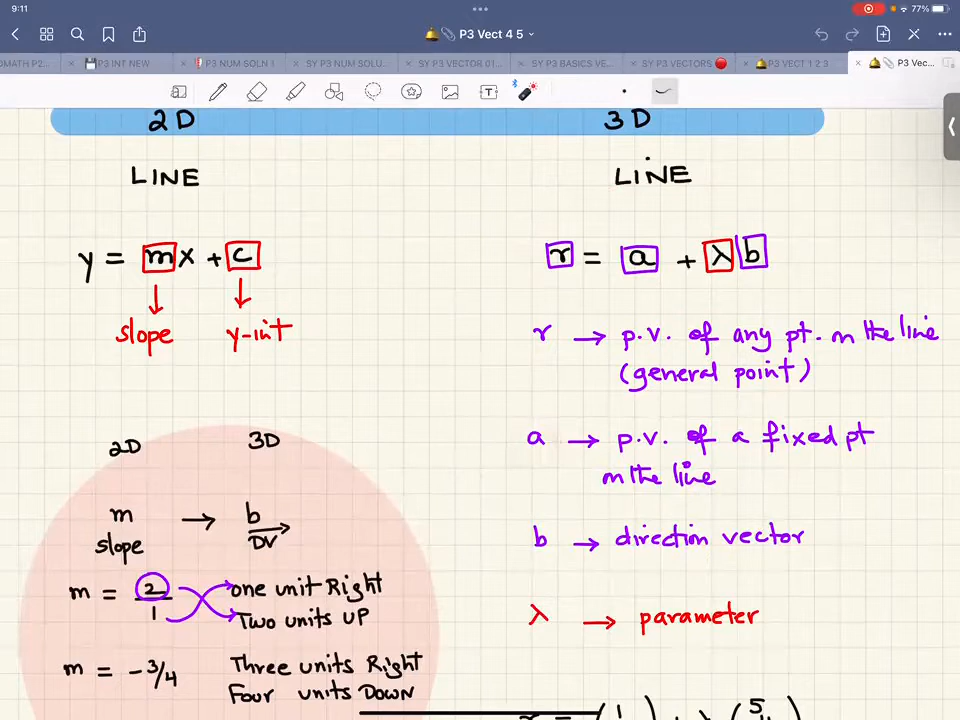 9:11
77%
P3 Vect 4 5
OMATH P2...
P3 INT NEW
P3 NUM SOLN 1
SY P3 NUM SOLU...
SY P3 VECTOR 01...
SY P3 BASICS VE...
SY P3 VECTORS
P3 VECT 1 2 3
P3 Vec...
2D
3D
LINE
LINE
y = mx + c
r = a + λ b
slope
y-int
r → p.v. of any pt. on the line
(general point)
2D 3D
a → p.v. of a fixed pt
on the line
m → b
slope DV
b → direction vector
m = 2/1 one unit Right
Two units UP
λ → parameter
m = -3/4 Three units Right
Four units DOWN